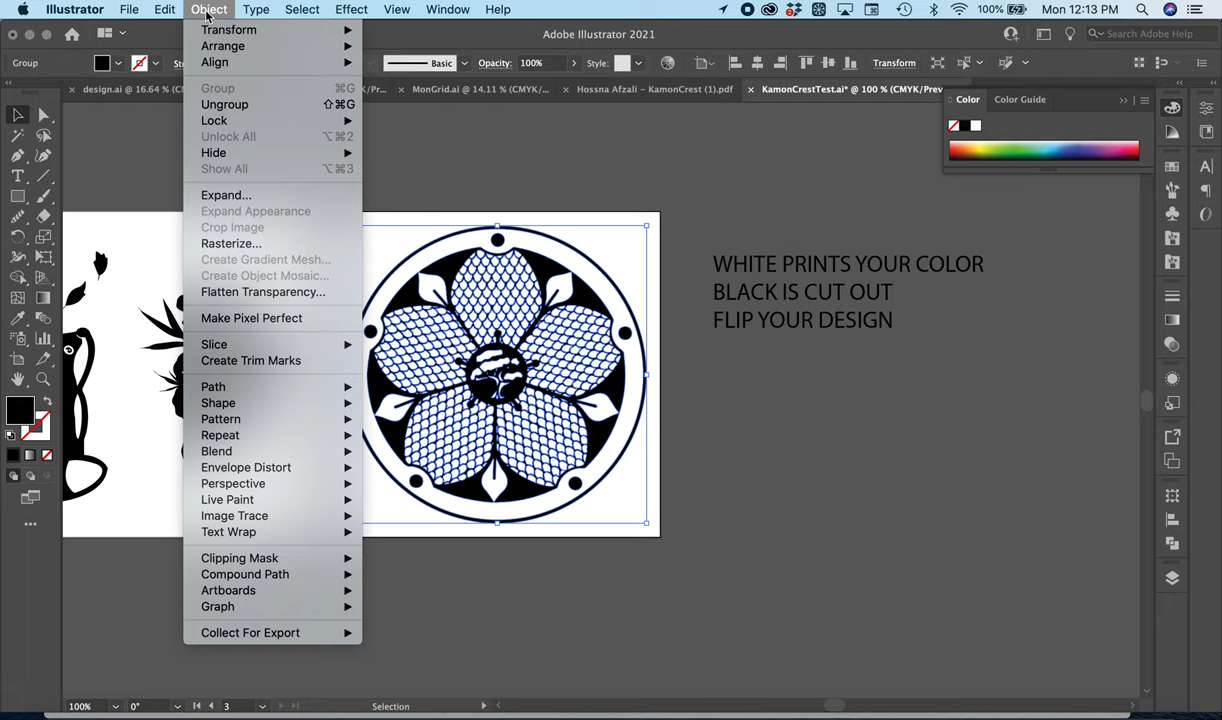 Illustrator File Edit Object Type Select Effect View Window Help 100% Mon 12:13 PM
Adobe Illustrator 2021 Search Adobe Help
Group Basic Opacity: 100% Style: Transform
× design.ai @ 16.64 % (CMYK/Pr... × MonGrid.ai @ 14.11 % (CMYK/... × Hossna Afzali - KamonCrest (1).pdf × KamonCrestTest.ai* @ 100 % (CMYK/Prev
Color Color Guide
Transform
Arrange
Align
Group ⌘G
Ungroup ⇧⌘G
Lock
Unlock All ⌥⌘2
Hide
Show All ⌥⌘3
Expand...
Expand Appearance
Crop Image
Rasterize...
Create Gradient Mesh...
Create Object Mosaic...
Flatten Transparency...
Make Pixel Perfect
Slice
Create Trim Marks
Path
Shape
Pattern
Repeat
Blend
Envelope Distort
Perspective
Live Paint
Image Trace
Text Wrap
Clipping Mask
Compound Path
Artboards
Graph
Collect For Export
WHITE PRINTS YOUR COLOR
BLACK IS CUT OUT
FLIP YOUR DESIGN
100% 0° 3 Selection